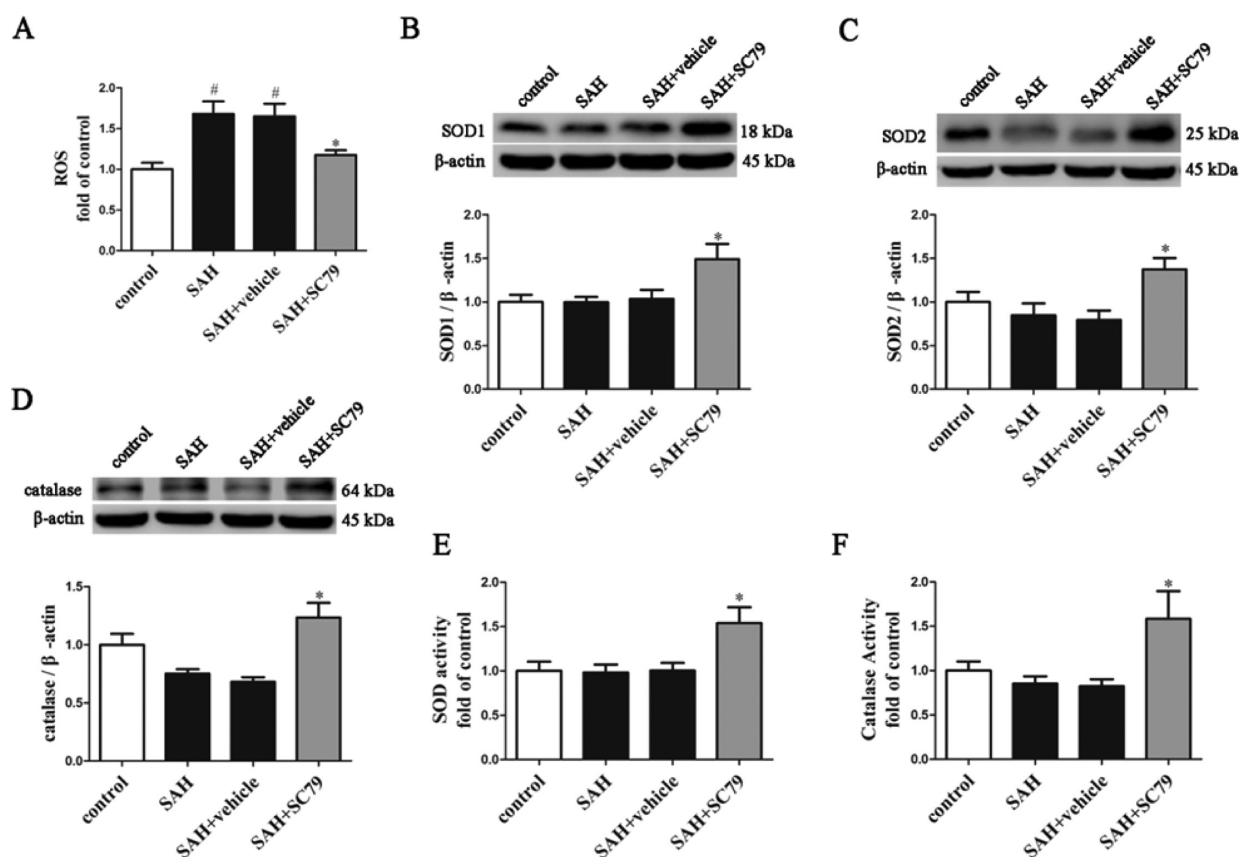 A
ROS
fold of control
2.0
1.5
1.0
0.5
0.0
#
#
*
control
SAH
SAH+vehicle
SAH+SC79
B
control
SAH
SAH+vehicle
SAH+SC79
SOD1
18 kDa
β-actin
45 kDa
SOD1 / β -actin
2.0
1.5
1.0
0.5
0.0
*
control
SAH
SAH+vehicle
SAH+SC79
C
control
SAH
SAH+vehicle
SAH+SC79
SOD2
25 kDa
β-actin
45 kDa
SOD2 / β -actin
2.0
1.5
1.0
0.5
0.0
*
control
SAH
SAH+vehicle
SAH+SC79
D
control
SAH
SAH+vehicle
SAH+SC79
catalase
64 kDa
β-actin
45 kDa
catalase / β -actin
1.5
1.0
0.5
0.0
*
control
SAH
SAH+vehicle
SAH+SC79
E
SOD activity
fold of control
2.0
1.5
1.0
0.5
0.0
*
control
SAH
SAH+vehicle
SAH+SC79
F
Catalase Activity
fold of control
2.0
1.5
1.0
0.5
0.0
*
control
SAH
SAH+vehicle
SAH+SC79